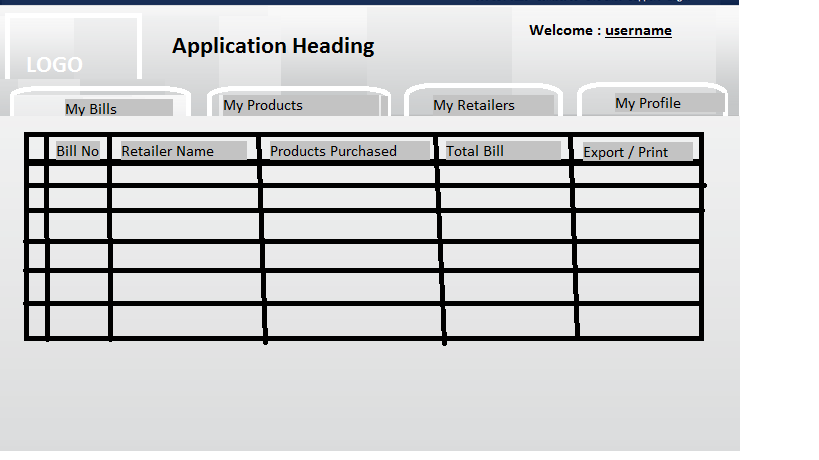 Welcome : username
Application Heading
LOGO
My Bills
My Products
My Retailers
My Profile
Bill No
Retailer Name
Products Purchased
Total Bill
Export / Print